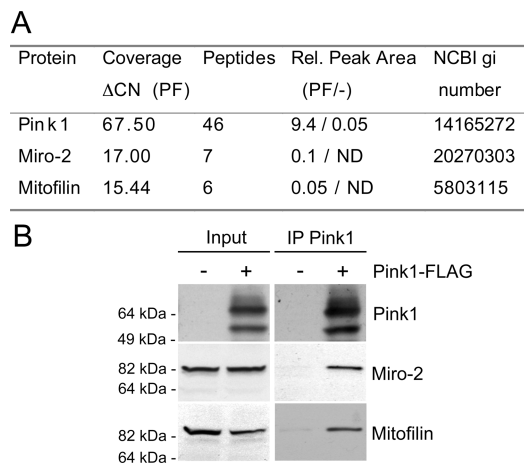 A
Protein Coverage Peptides Rel. Peak Area NCBI gi
ΔCN (PF) (PF/-) number
Pink1 67.50 46 9.4 / 0.05 14165272
Miro-2 17.00 7 0.1 / ND 20270303
Mitofilin 15.44 6 0.05 / ND 5803115
B
Input IP Pink1
- + - + Pink1-FLAG
64 kDa - Pink1
49 kDa -
82 kDa - Miro-2
64 kDa -
82 kDa - Mitofilin
64 kDa -